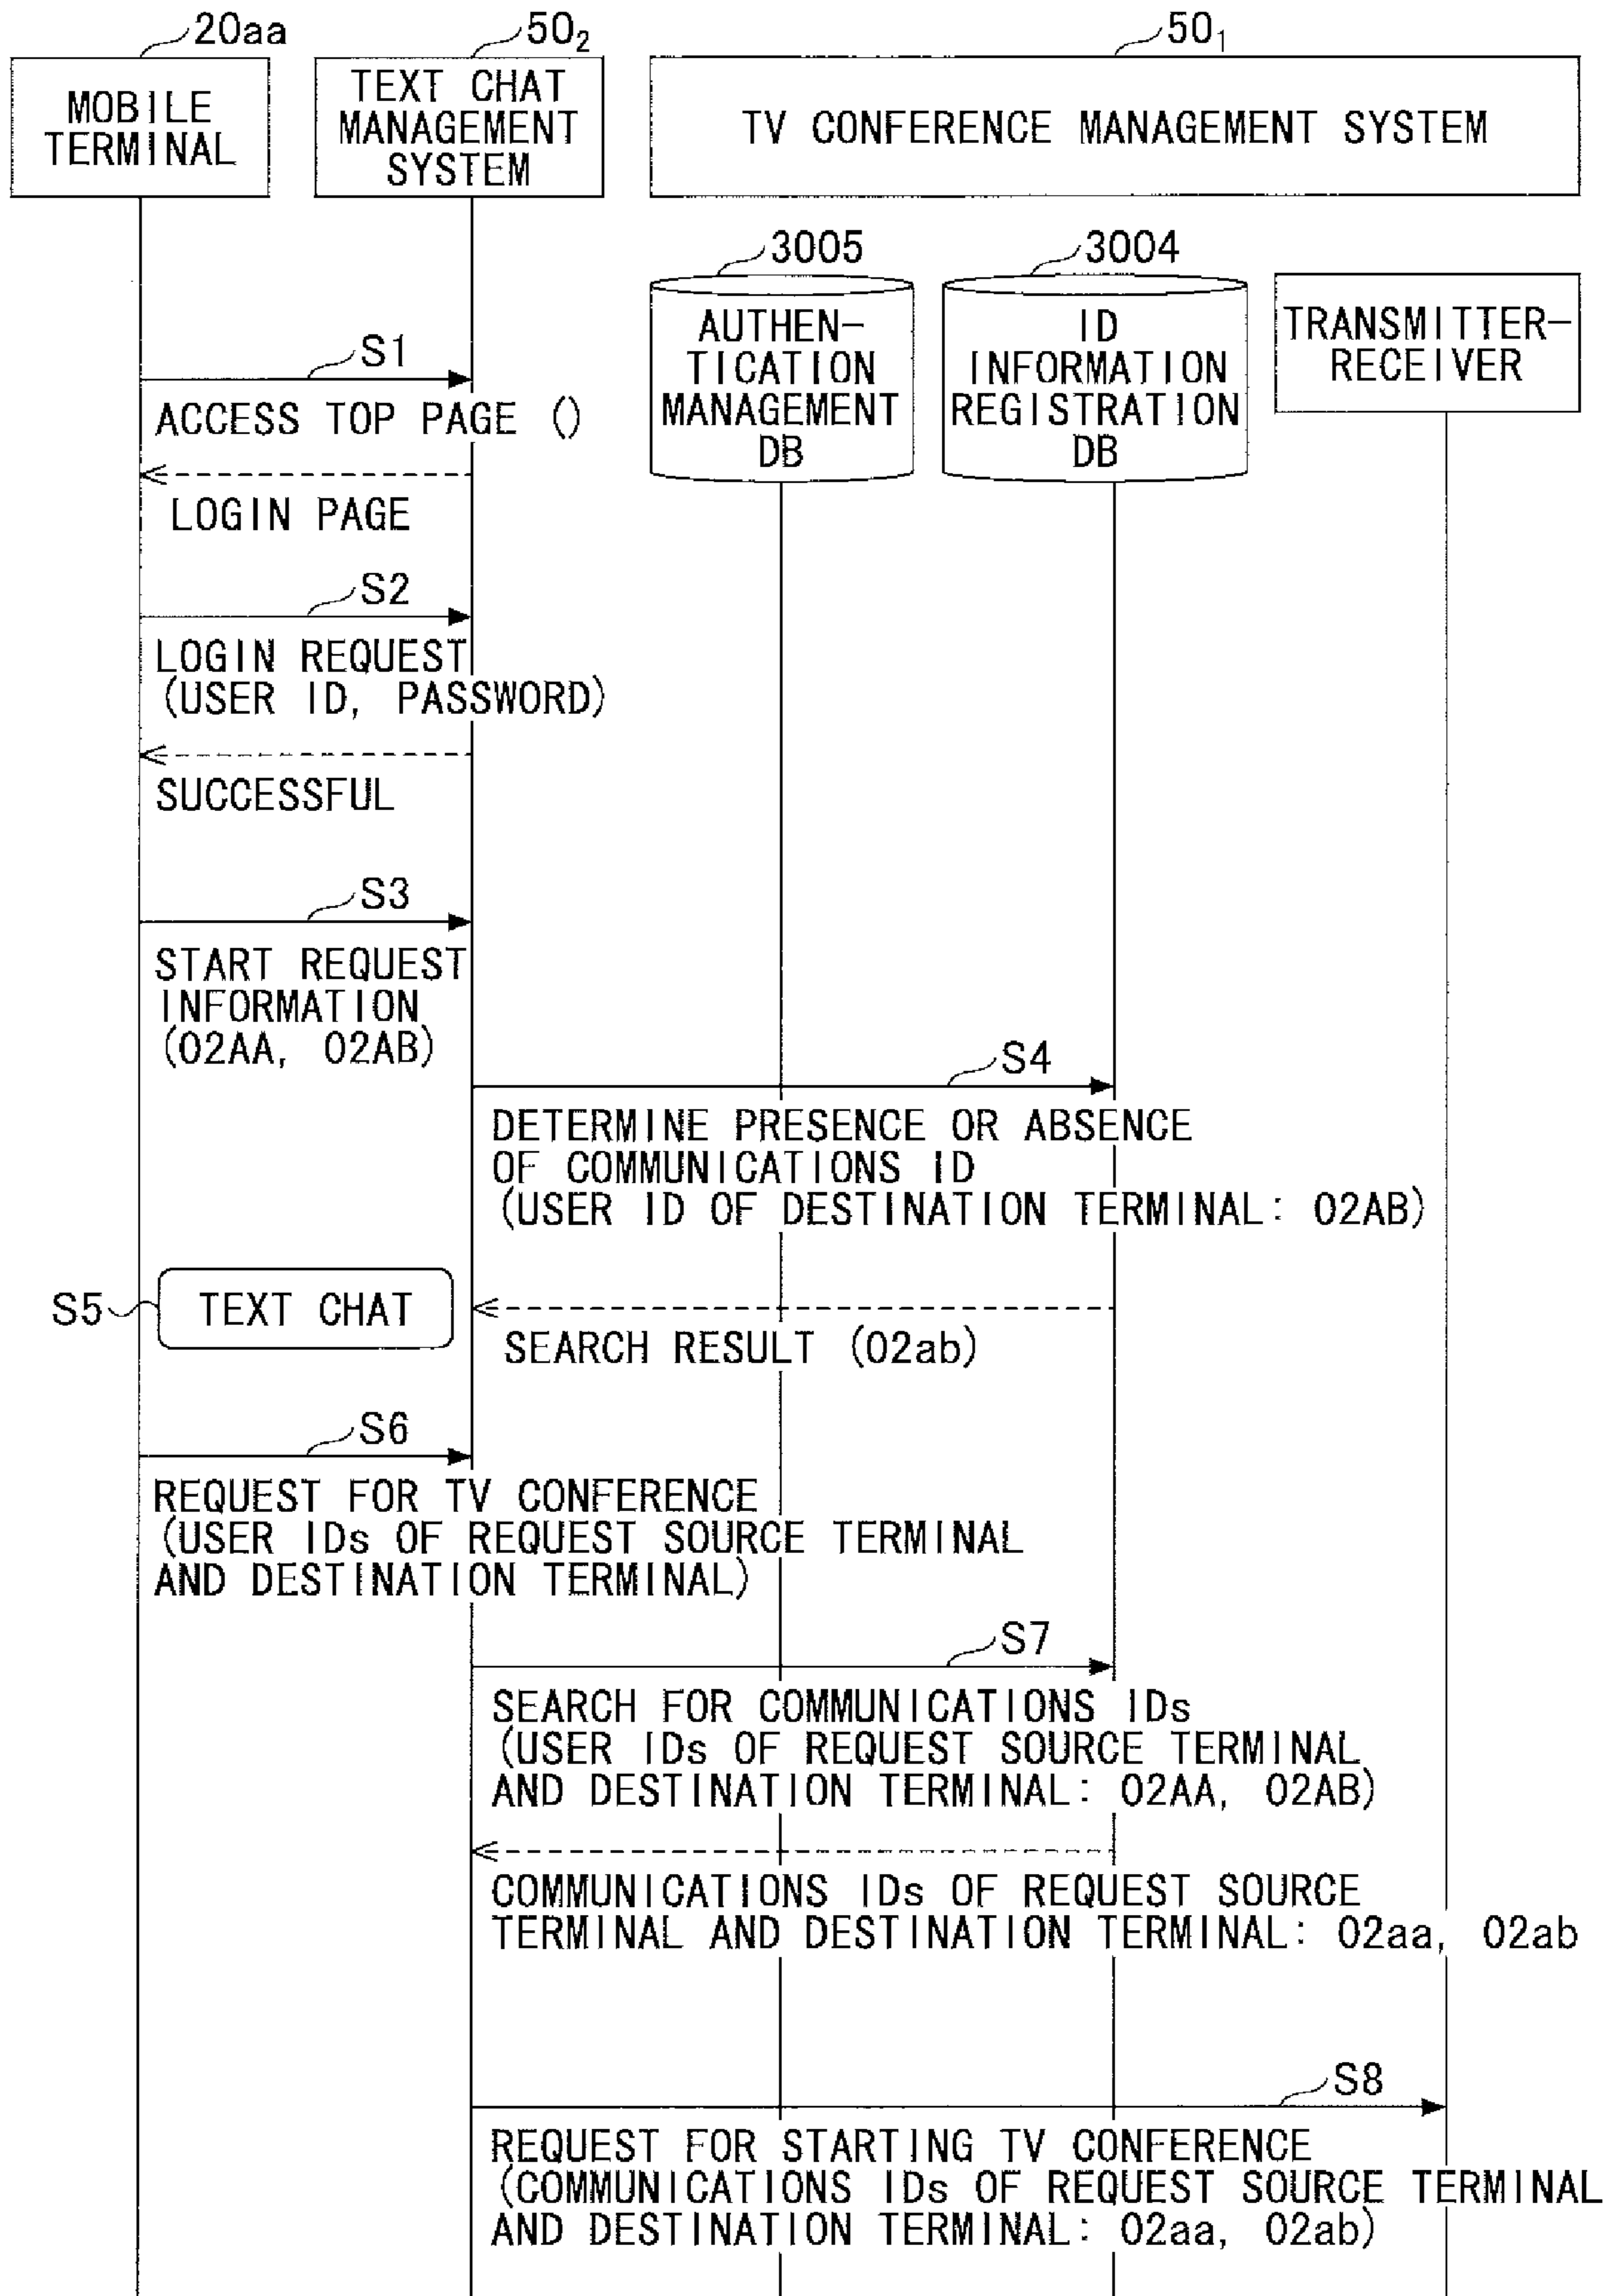 20aa
50₂
50₁
MOBILE
TERMINAL
TEXT CHAT
MANAGEMENT
SYSTEM
TV CONFERENCE MANAGEMENT SYSTEM
3005
3004
AUTHEN-
TICATION
MANAGEMENT
DB
ID
INFORMATION
REGISTRATION
DB
TRANSMITTER-
RECEIVER
S1
ACCESS TOP PAGE ()
LOGIN PAGE
S2
LOGIN REQUEST
(USER ID, PASSWORD)
SUCCESSFUL
S3
START REQUEST
INFORMATION
(02AA, 02AB)
S4
DETERMINE PRESENCE OR ABSENCE
OF COMMUNICATIONS ID
(USER ID OF DESTINATION TERMINAL: 02AB)
S5
TEXT CHAT
SEARCH RESULT (02ab)
S6
REQUEST FOR TV CONFERENCE
(USER IDs OF REQUEST SOURCE TERMINAL
AND DESTINATION TERMINAL)
S7
SEARCH FOR COMMUNICATIONS IDs
(USER IDs OF REQUEST SOURCE TERMINAL
AND DESTINATION TERMINAL: 02AA, 02AB)
COMMUNICATIONS IDs OF REQUEST SOURCE
TERMINAL AND DESTINATION TERMINAL: 02aa, 02ab
S8
REQUEST FOR STARTING TV CONFERENCE
(COMMUNICATIONS IDs OF REQUEST SOURCE TERMINAL
AND DESTINATION TERMINAL: 02aa, 02ab)